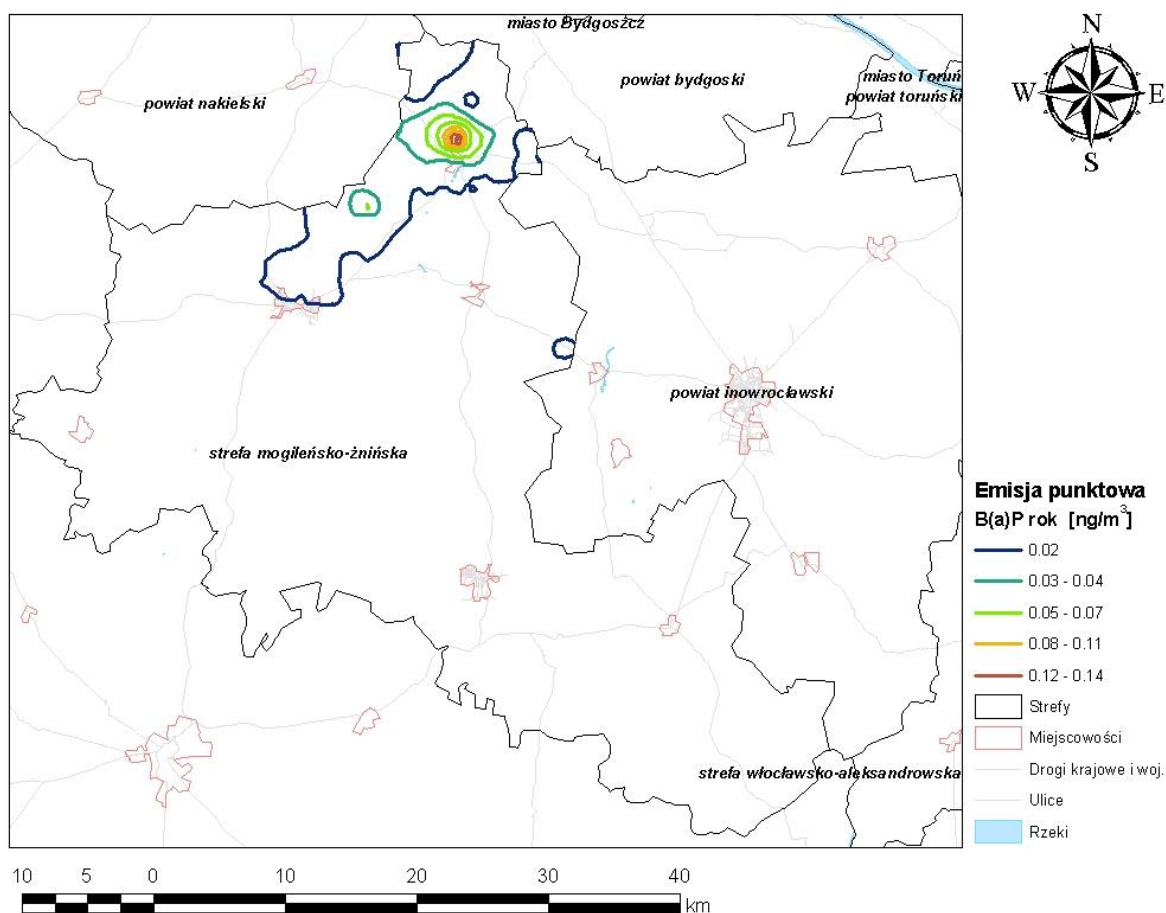 miasto Bydgoszcz
powiat nakielski
powiat bydgoski
miasto Toruń
powiat toruński
powiat inowrocławski
strefa mogileńsko-żnińska
strefa włocławsko-aleksandrowska
N
W
E
S
Emisja punktowa
B(a)P rok [ng/m³]
0.02
0.03 - 0.04
0.05 - 0.07
0.08 - 0.11
0.12 - 0.14
Strefy
Miejscowości
Drogi krajowe i woj.
Ulice
Rzeki
10 5 0 10 20 30 40
km